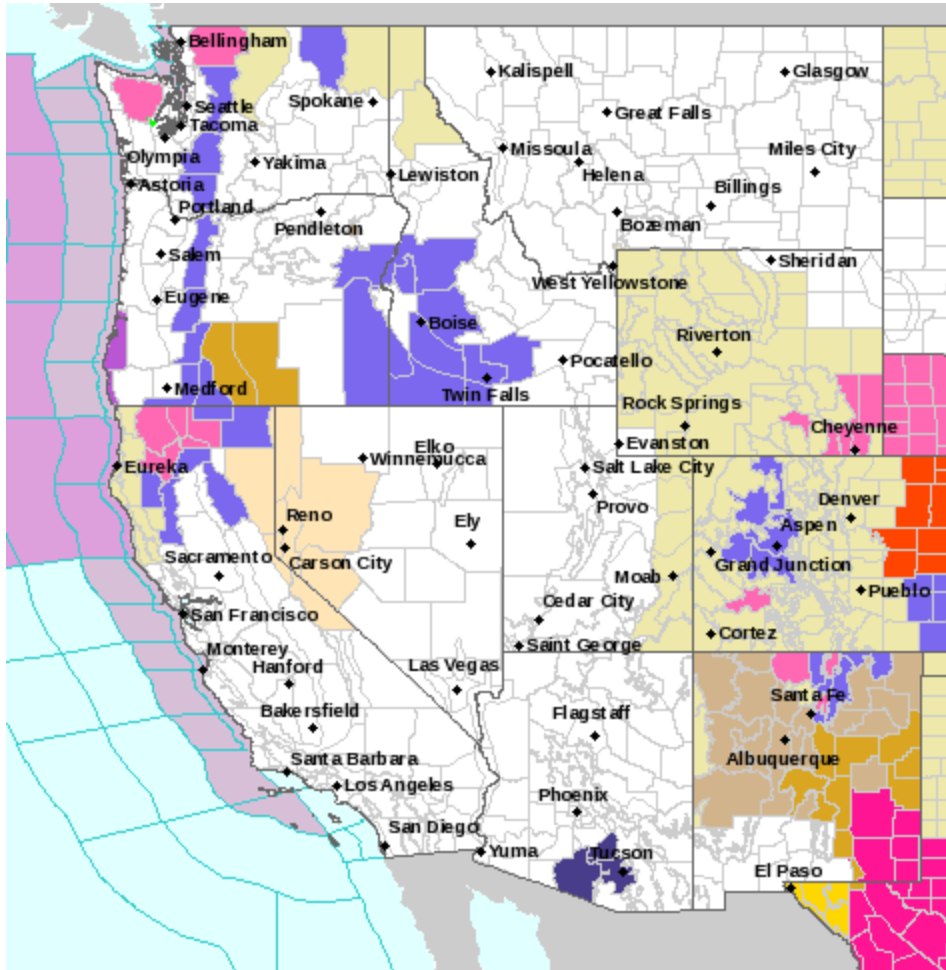 Bellingham
Kalispell
Glasgow
Seattle
Spokane
Great Falls
Tacoma
Olympia
Yakima
Missoula
Miles City
Helena
Lewiston
Astoria
Billings
Portland
Pendleton
Bozeman
Salem
Sheridan
West Yellowstone
Eugene
Boise
Riverton
Pocatello
Medford
Twin Falls
Rock Springs
Cheyenne
Elko
Evanston
Winnemucca
Eureka
Salt Lake City
Denver
Provo
Reno
Ely
Aspen
Sacramento
Carson City
Grand Junction
Moab
Pueblo
Cedar City
San Francisco
Cortez
Monterey
Saint George
Hanford
Las Vegas
Santa Fe
Bakersfield
Flagstaff
Santa Barbara
Albuquerque
Los Angeles
Phoenix
San Diego
Yuma
Tucson
El Paso